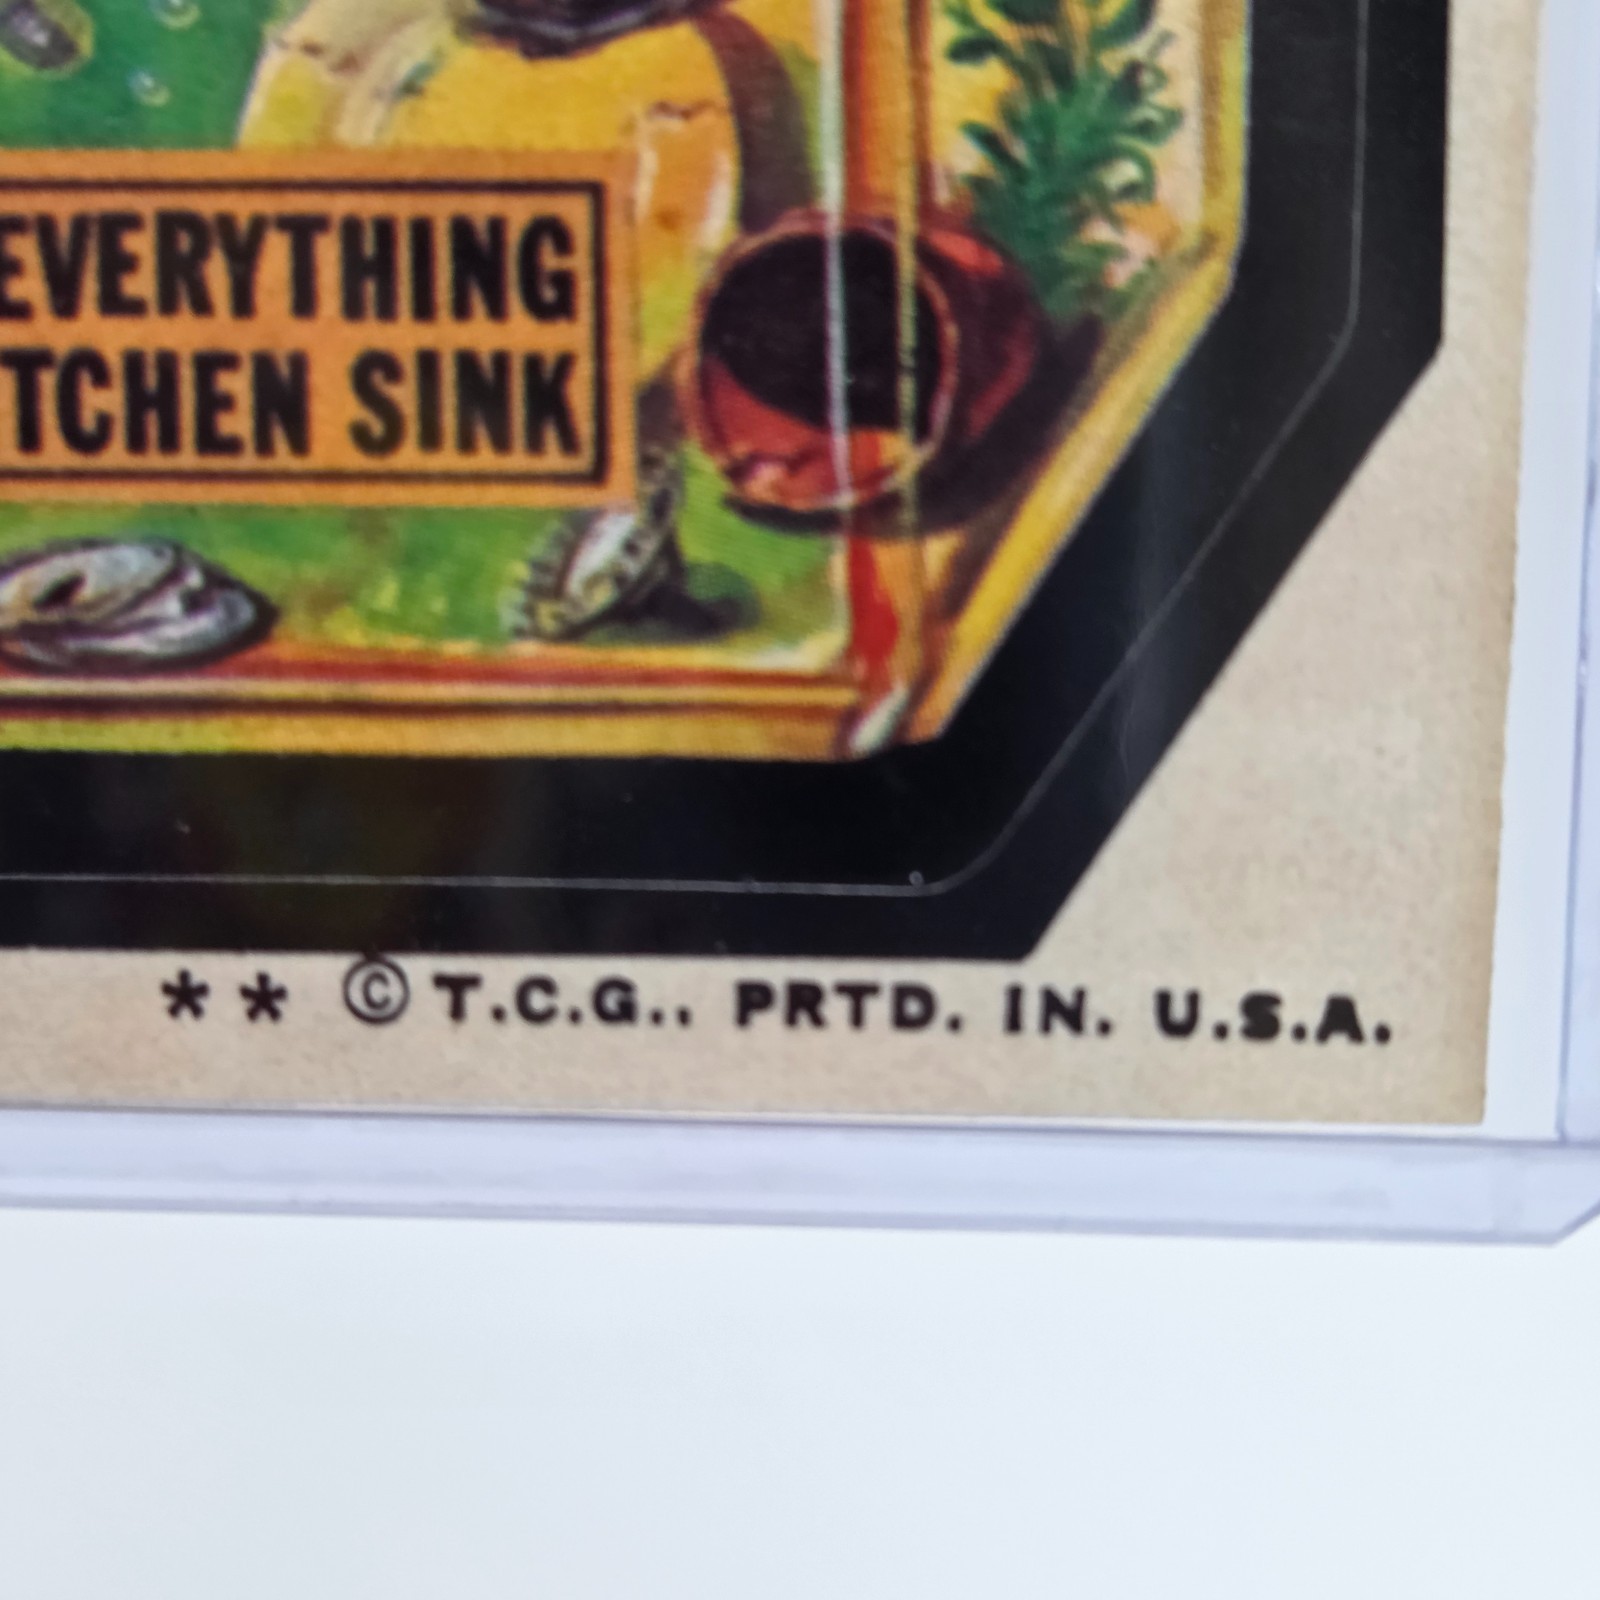 EVERYTHING
TCHEN SINK
** © T.C.G.. PRTD. IN. U.S.A.